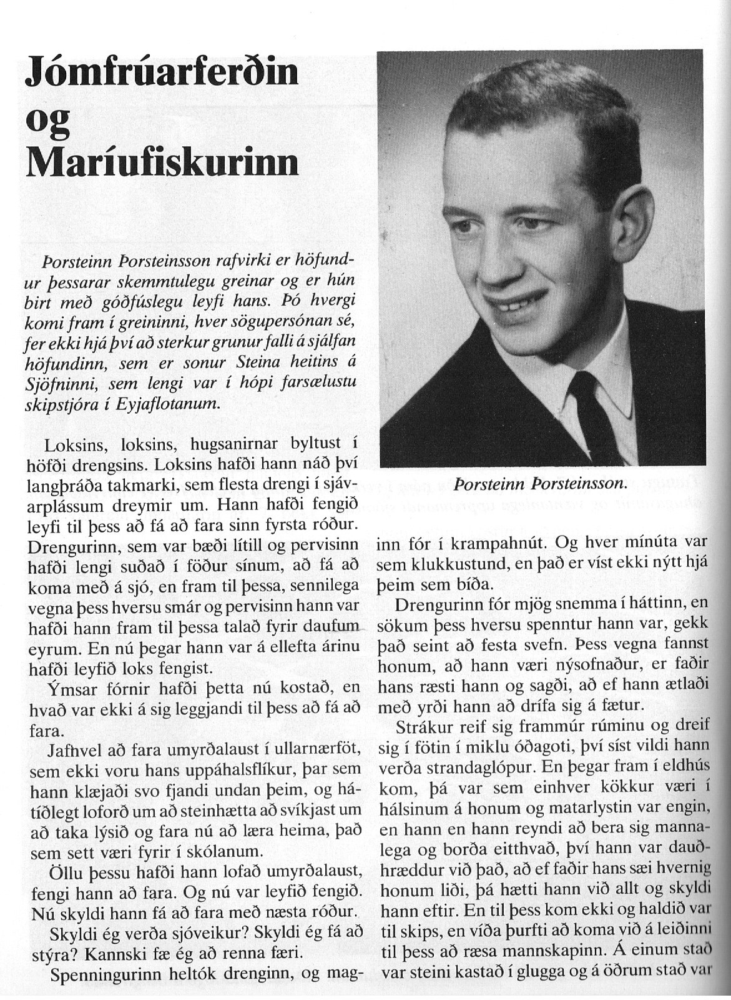 Jómfrúarferðin
og
Maríufiskurinn
Þorsteinn Þorsteinsson rafvirki er höfund-
ur þessarar skemmtulegu greinar og er hún
birt með góðfúslegu leyfi hans. Þó hvergi
komi fram í greininni, hver sögupersónan sé,
fer ekki hjá því að sterkur grunur falli á sjálfan
höfundinn, sem er sonur Steina heitins á
Sjöfninni, sem lengi var í hópi farsælustu
skipstjóra í Eyjaflotanum.
Loksins, loksins, hugsanirnar byltust í
höfði drengsins. Loksins hafði hann náð því
langþráða takmarki, sem flesta drengi í sjáv-
arplássum dreymir um. Hann hafði fengið
leyfi til þess að fá að fara sinn fyrsta róður.
Drengurinn, sem var bæði lítill og pervisinn
hafði lengi suðað í föður sínum, að fá að
koma með á sjó, en fram til þessa, sennilega
vegna þess hversu smár og pervisinn hann var
hafði hann fram til þessa talað fyrir daufum
eyrum. En nú þegar hann var á ellefta árinu
hafði leyfið loks fengist.
Ýmsar fórnir hafði þetta nú kostað, en
hvað var ekki á sig leggjandi til þess að fá að
fara.
Jafnvel að fara umyrðalaust í ullarnærföt,
sem ekki voru hans uppáhalsflíkur, þar sem
hann klæjaði svo fjandi undan þeim, og há-
tíðlegt loforð um að steinhætta að svíkjast um
að taka lýsið og fara nú að læra heima, það
sem sett væri fyrir í skólanum.
Öllu þessu hafði hann lofað umyrðalaust,
fengi hann að fara. Og nú var leyfið fengið.
Nú skyldi hann fá að fara með næsta róður.
Skyldi ég verða sjóveikur? Skyldi ég fá að
stýra? Kannski fæ ég að renna færi.
Spenningurinn heltók drenginn, og mag-
Þorsteinn Þorsteinsson.
inn fór í krampahnút. Og hver mínúta var
sem klukkustund, en það er víst ekki nýtt hjá
þeim sem bíða.
Drengurinn fór mjög snemma í háttinn, en
sökum þess hversu spenntur hann var, gekk
það seint að festa svefn. Þess vegna fannst
honum, að hann væri nýsofnaður, er faðir
hans ræsti hann og sagði, að ef hann ætlaði
með yrði hann að drífa sig á fætur.
Strákur reif sig frammúr rúminu og dreif
sig í fötin í miklu óðagoti, því síst vildi hann
verða strandaglópur. En þegar fram í eldhús
kom, þá var sem einhver kökkur væri í
hálsinum á honum og matarlystin var engin,
en hann en hann reyndi að bera sig manna-
lega og borða eitthvað, því hann var dauð-
hræddur við það, að ef faðir hans sæi hvernig
honum liði, þá hætti hann við allt og skyldi
hann eftir. En til þess kom ekki og haldið var
til skips, en víða þurfti að koma við á leiðinni
til þess að ræsa mannskapinn. Á einum stað
var steini kastað í glugga og á öðrum stað var